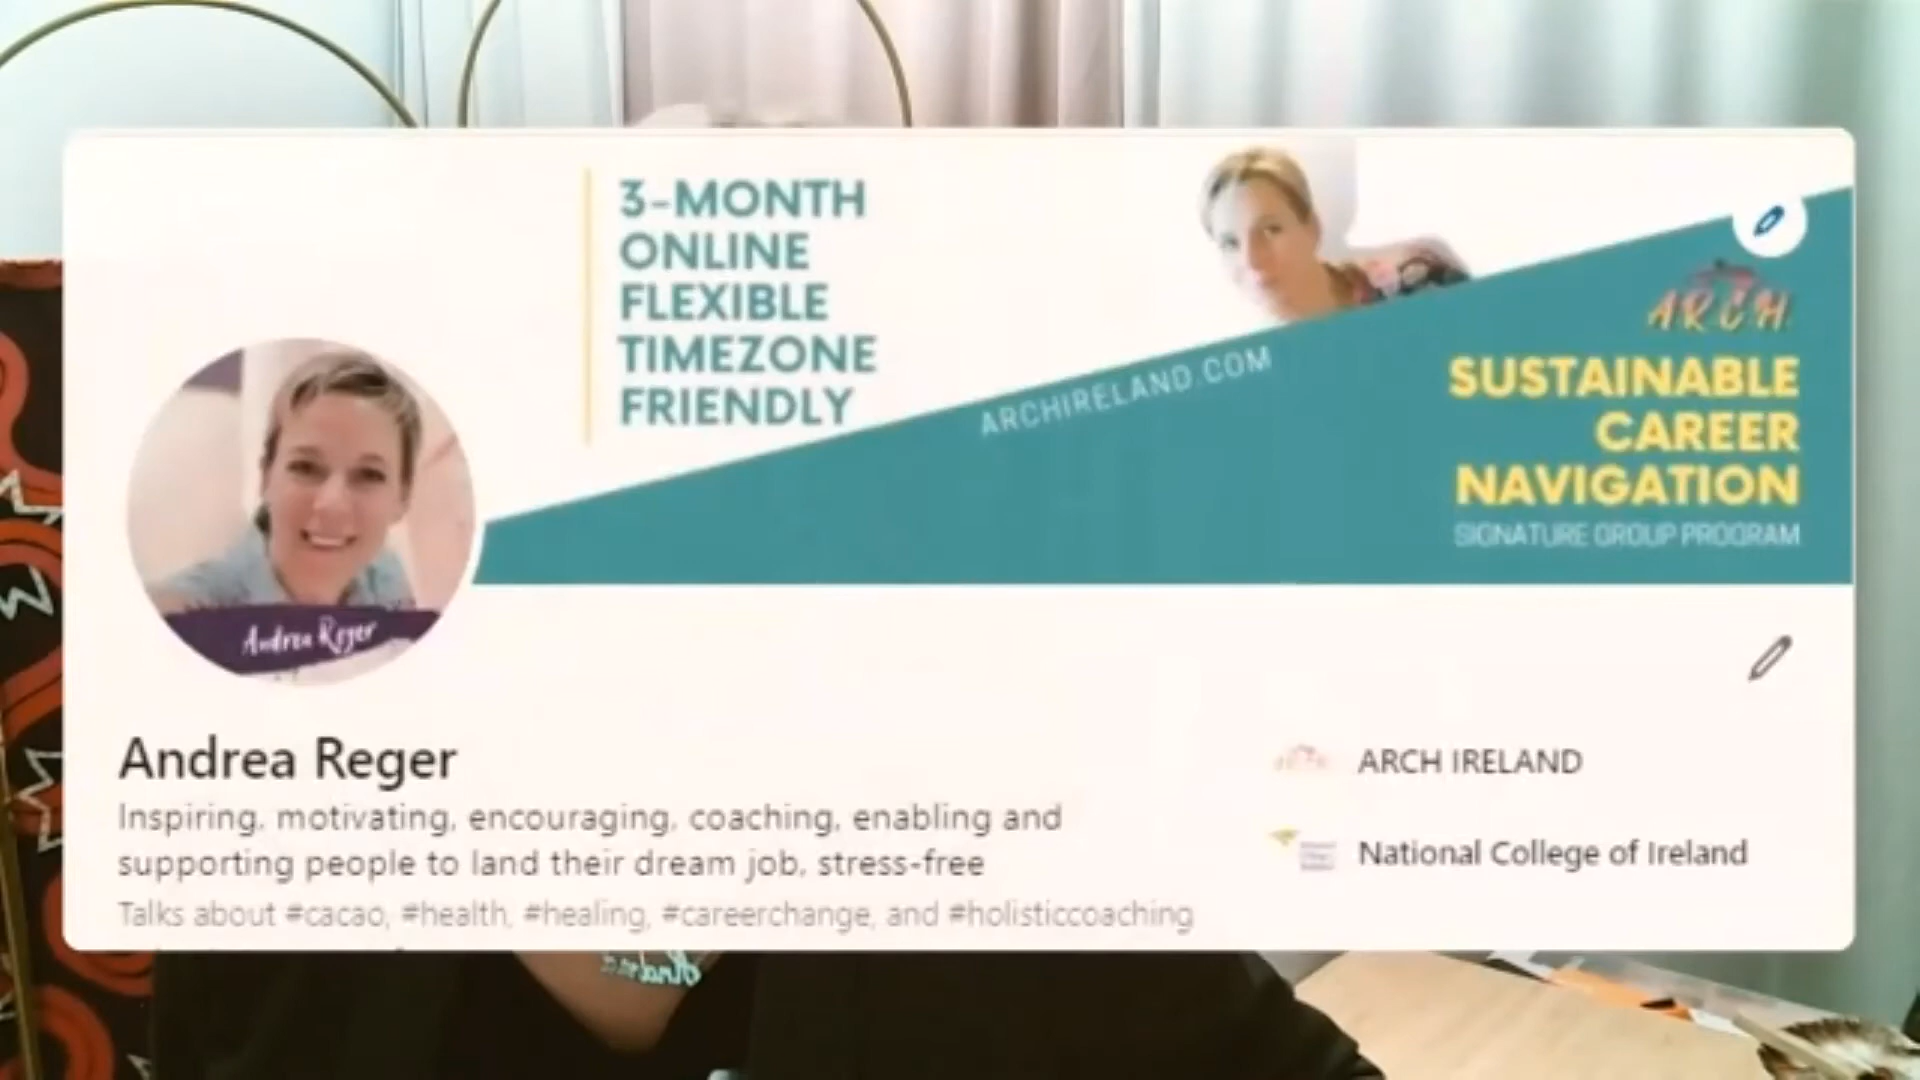 3-MONTH
ONLINE
FLEXIBLE
TIMEZONE
FRIENDLY
ARCHIRELAND.COM
ARCH
SUSTAINABLE
CAREER
NAVIGATION
SIGNATURE GROUP PROGRAM
Andrea Reger
Andrea Reger
Inspiring, motivating, encouraging, coaching, enabling and
supporting people to land their dream job, stress-free
Talks about #cacao, #health, #healing, #careerchange, and #holisticcoaching
ARCH IRELAND
National College of Ireland